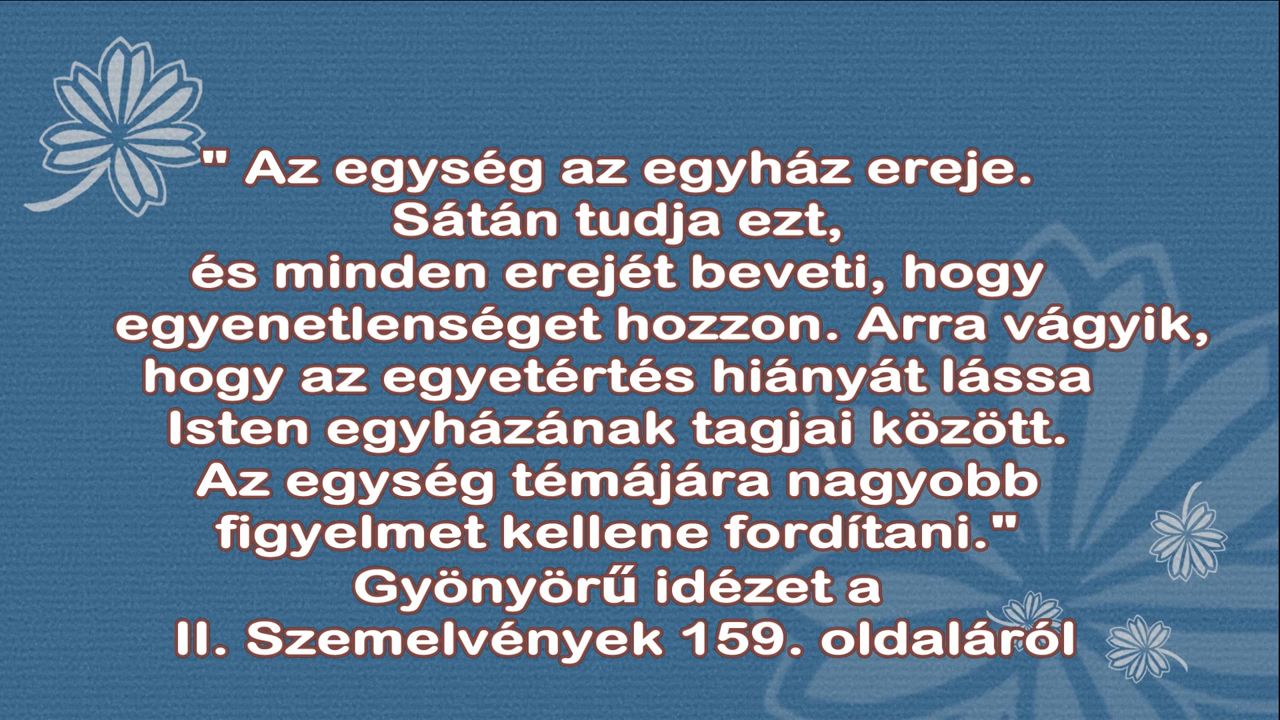 " Az egység az egyház ereje.
Sátán tudja ezt,
és minden erejét beveti, hogy
egyenetlenséget hozzon. Arra vágyik,
hogy az egyetértés hiányát lássa
Isten egyházának tagjai között.
Az egység témájára nagyobb
figyelmet kellene fordítani."
Gyönyörű idézet a
II. Szemelvények 159. oldaláról